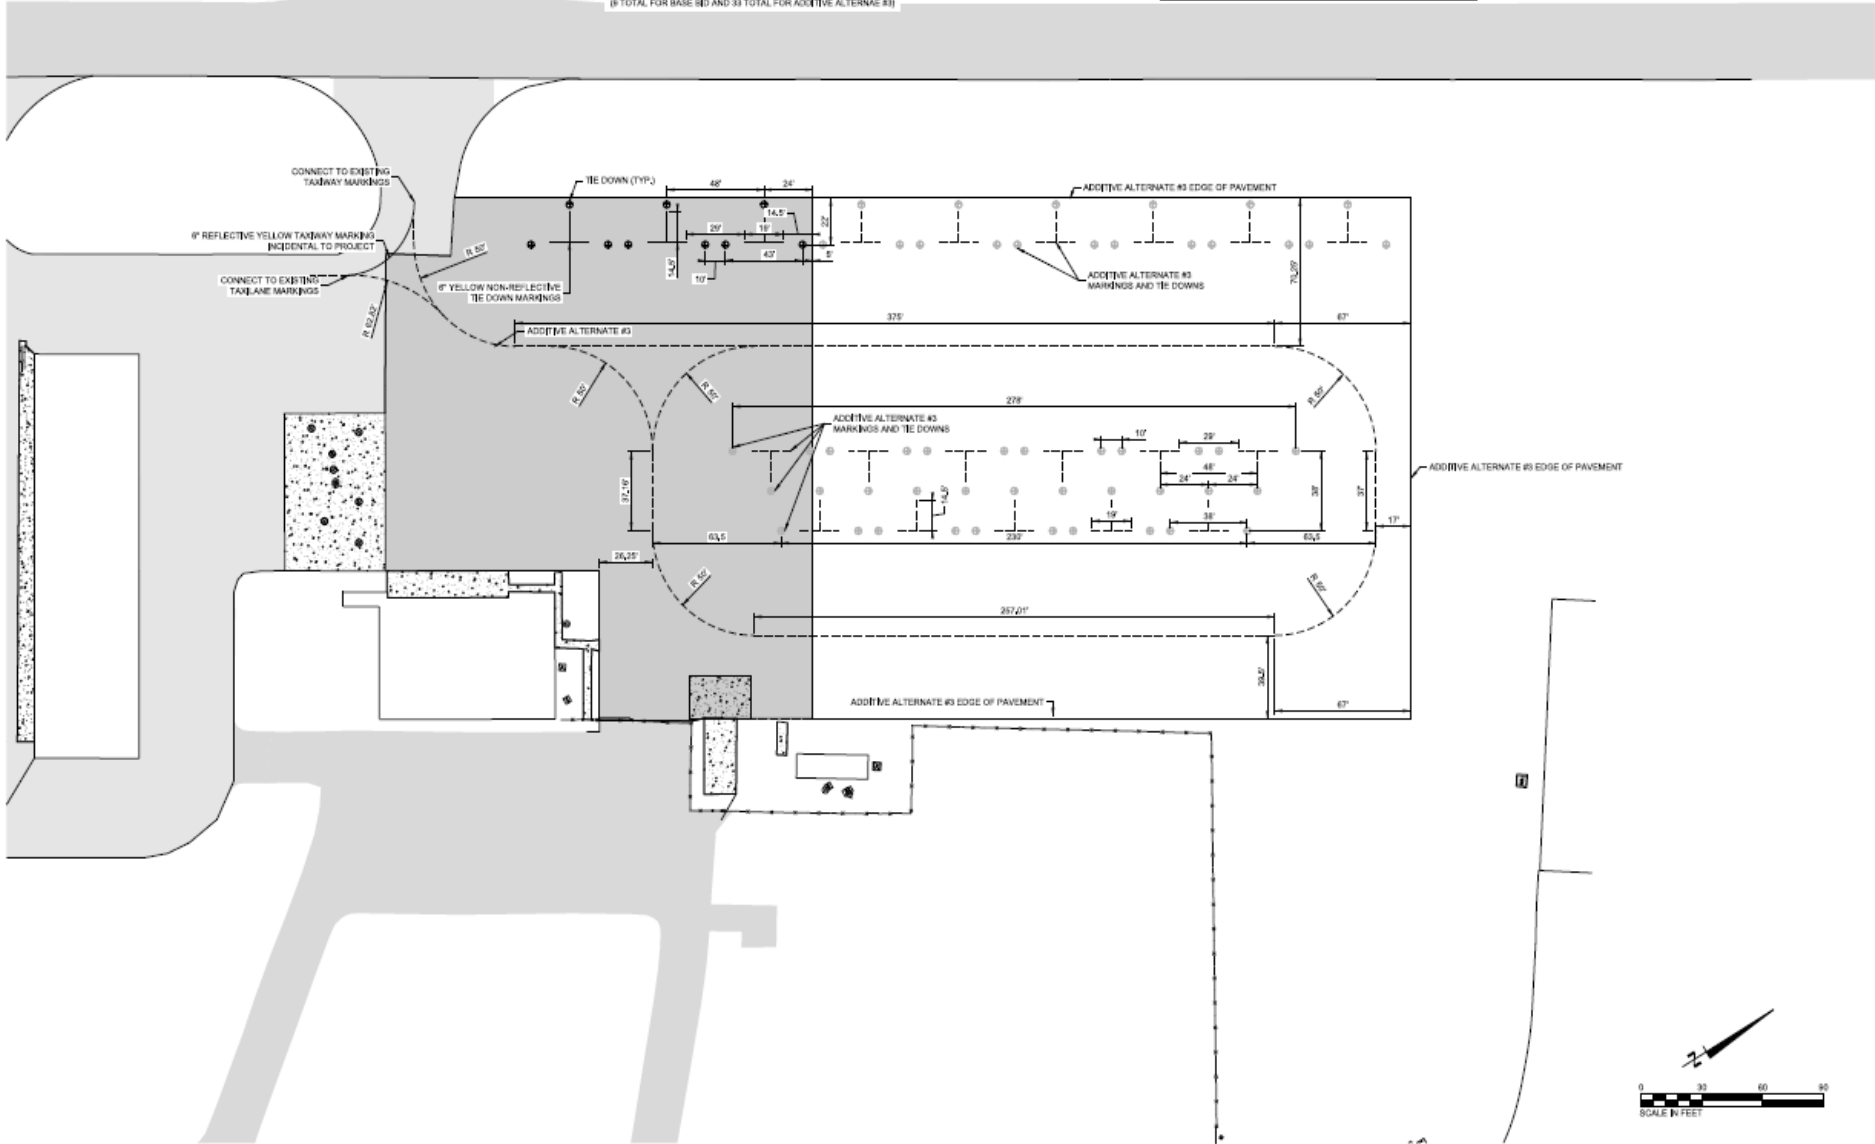 (9 TOTAL FOR BASE BID AND 33 TOTAL FOR ADDITIVE ALTERNAE #3)
CONNECT TO EXISTING
TAXIWAY MARKINGS
TIE DOWN (TYP.)
48'
24'
ADDITIVE ALTERNATE #3 EDGE OF PAVEMENT
14.5'
22'
6" REFLECTIVE YELLOW TAXIWAY MARKING
INCIDENTAL TO PROJECT
R 50'
29'
19'
14.5'
10'
43'
5'
70.25'
CONNECT TO EXISTING
TAXILANE MARKINGS
6" YELLOW NON-REFLECTIVE
TIE DOWN MARKINGS
ADDITIVE ALTERNATE #3
MARKINGS AND TIE DOWNS
R 62.82'
375'
67'
ADDITIVE ALTERNATE #3
R 50'
R 50'
R 50'
278'
ADDITIVE ALTERNATE #3
MARKINGS AND TIE DOWNS
10'
29'
48'
24'
24'
ADDITIVE ALTERNATE #3 EDGE OF PAVEMENT
37.16'
14.5'
38'
37'
19'
38'
17'
63.5
230'
63.5
26.25'
R 50'
R 50'
257.01'
39.5'
ADDITIVE ALTERNATE #3 EDGE OF PAVEMENT
67'
N
0 30 60 90
SCALE IN FEET